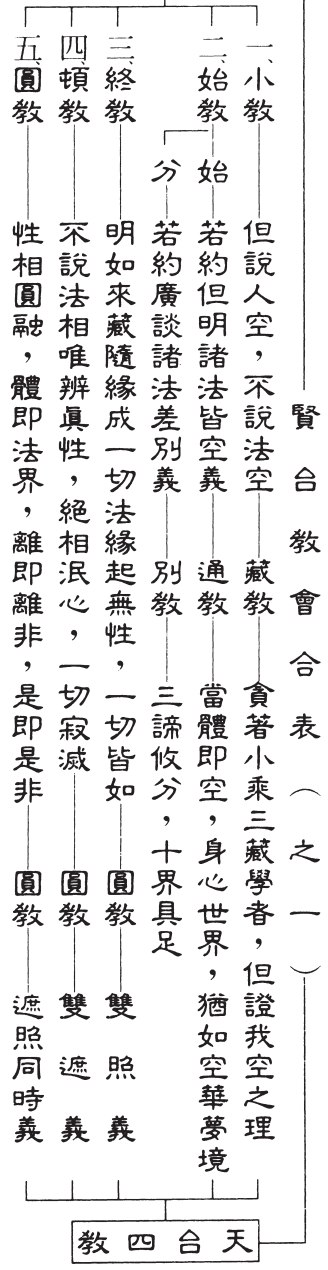 賢台教會合表（之一）
一、小教　但說人空，不說法空　藏教　貪著小乘三藏學者，但證我空之理
二、始教　始　若約但明諸法皆空義　通教　當體即空，身心世界，猶如空華夢境
分　若約廣談諸法差別義　別教　三諦攸分，十界具足
三、終教　明如來藏隨緣成一切法緣起無性，一切皆如　圓教　雙照義
四、頓教　不說法相唯辨眞性，絕相泯心，一切寂滅　圓教　雙遮義
五、圓教　性相圓融，體即法界，離即離非，是即是非　圓教　遮照同時義
天台四教